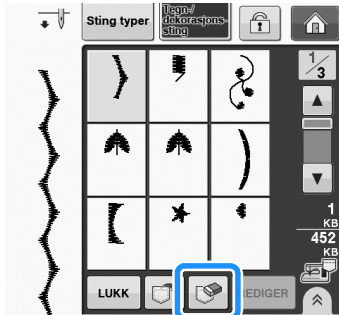 Sting typer
Tegn-/
dekorasjons-
sting
1/3
1
KB
452
KB
LUKK
REDIGER